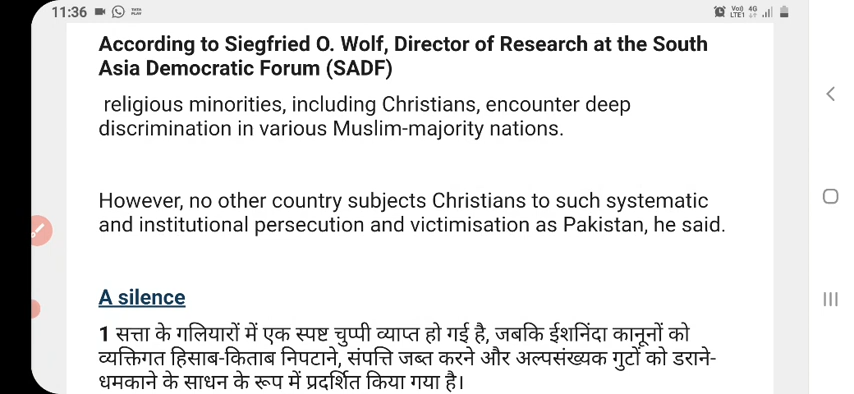 11:36
Vo)) 4G
LTE1
According to Siegfried O. Wolf, Director of Research at the South
Asia Democratic Forum (SADF)
religious minorities, including Christians, encounter deep
discrimination in various Muslim-majority nations.
However, no other country subjects Christians to such systematic
and institutional persecution and victimisation as Pakistan, he said.
A silence
1 सत्ता के गलियारों में एक स्पष्ट चुप्पी व्याप्त हो गई है, जबकि ईशनिंदा कानूनों को
व्यक्तिगत हिसाब-किताब निपटाने, संपत्ति जब्त करने और अल्पसंख्यक गुटों को डराने-
धमकाने के साधन के रूप में प्रदर्शित किया गया है।